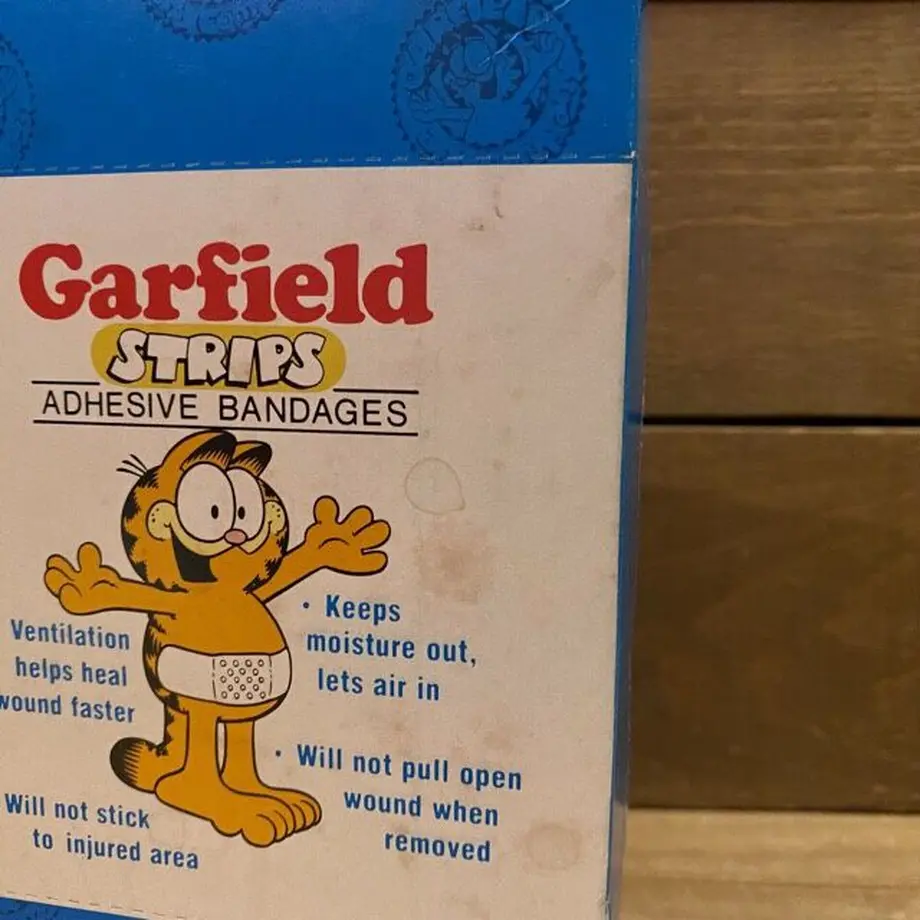 Garfield
STRIPS
ADHESIVE BANDAGES
Ventilation
helps heal
wound faster
• Keeps
moisture out,
lets air in
Will not stick
to injured area
• Will not pull open
wound when
removed